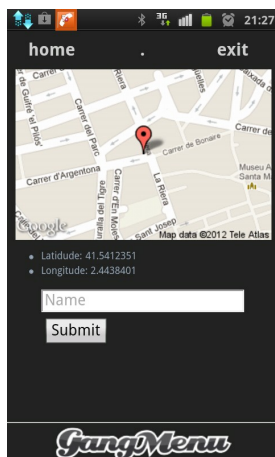 3G 21:27
home . exit
Carrer
Baixada
Carrer de Guifré 'el Pilós'
Carrer del Parc
Carrer de
Carrer de Bonaire
Museu A
Santa M
Carrer d'Argentona
Carrer d'En Moles
La Riera
Sant Josep
Google
Map data ©2012 Tele Atlas
Latidude: 41.5412351
Longitude: 2.4438401
Name
Submit
GangMenu